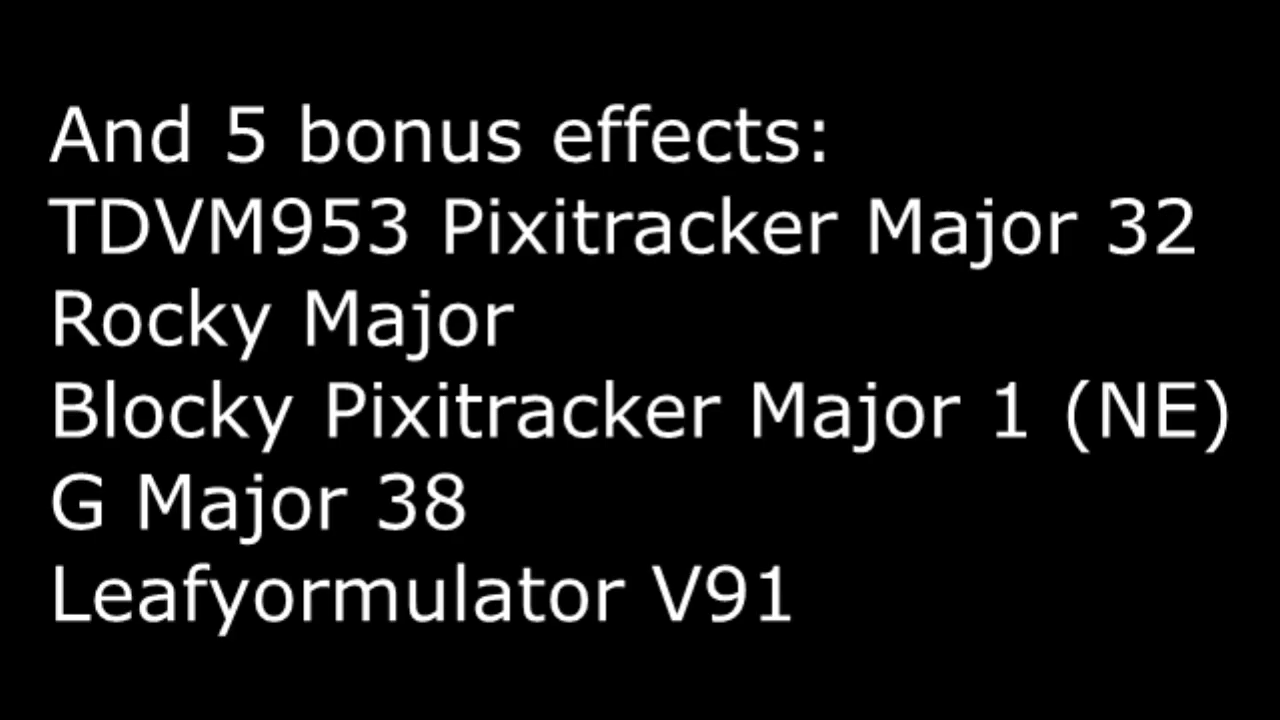 And 5 bonus effects:
TDVM953 Pixitracker Major 32
Rocky Major
Blocky Pixitracker Major 1 (NE)
G Major 38
Leafyormulator V91